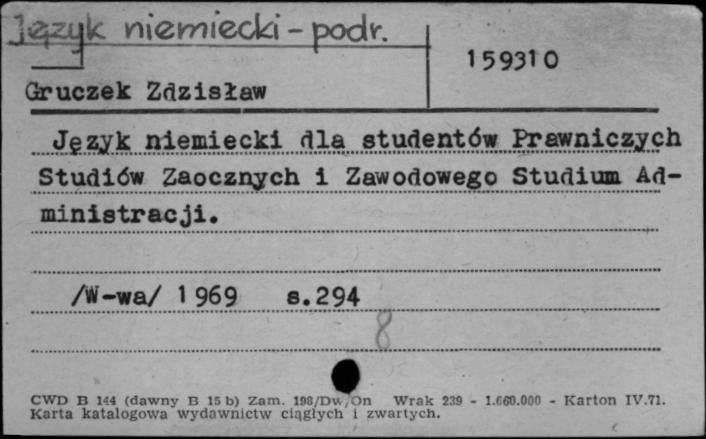 Język niemiecki - podr.
159310
Gruczek Zdzisław
Język niemiecki dla studentów Prawniczych
Studiów Zaocznych i Zawodowego Studium Ad-
ministracji.
/W-wa/ 1969 s.294
8
CWD B 144 (dawny B 15 b) Zam. 198/Dw/On Wrak 239 - 1.660.000 - Karton IV.71.
Karta katalogowa wydawnictw ciągłych i zwartych.